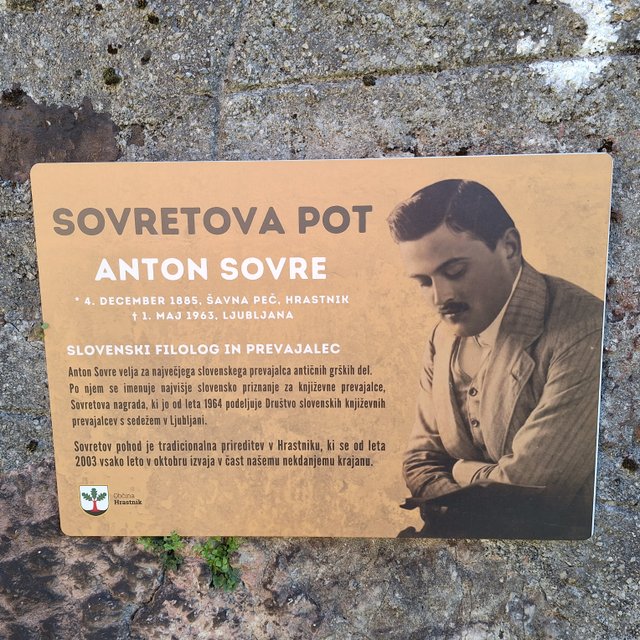 SOVRETOVA POT
ANTON SOVRE
* 4. DECEMBER 1885, ŠAVNA PEČ, HRASTNIK
† 1. MAJ 1963, LJUBLJANA
SLOVENSKI FILOLOG IN PREVAJALEC
Anton Sovre velja za največjega slovenskega prevajalca antičnih grških del.
Po njem se imenuje najvišje slovensko priznanje za književne prevajalce,
Sovretova nagrada, ki jo od leta 1964 podeljuje Društvo slovenskih književnih
prevajalcev s sedežem v Ljubljani.
Sovretov pohod je tradicionalna prireditev v Hrastniku, ki se od leta
2003 vsako leto v oktobru izvaja v čast našemu nekdanjemu krajanu.
Občina
Hrastnik